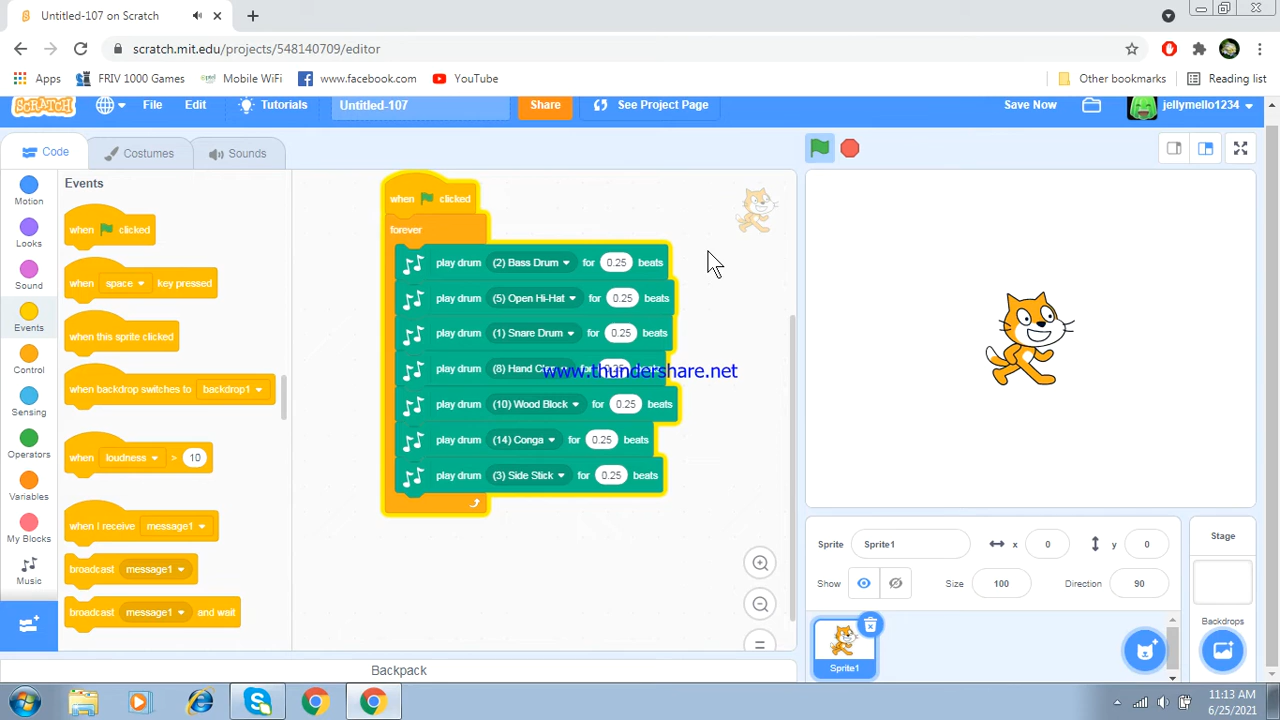 Untitled-107 on Scratch
scratch.mit.edu/projects/548140709/editor
Apps FRIV 1000 Games Mobile WiFi www.facebook.com YouTube Other bookmarks Reading list
SCRATCH File Edit Tutorials Untitled-107 Share See Project Page Save Now jellymello1234
Code Costumes Sounds
Motion
Looks
Sound
Events
Control
Sensing
Operators
Variables
My Blocks
Music
Events
when clicked
when space key pressed
when this sprite clicked
when backdrop switches to backdrop1
when loudness > 10
when I receive message1
broadcast message1
broadcast message1 and wait
when clicked
forever
play drum (2) Bass Drum for 0.25 beats
play drum (5) Open Hi-Hat for 0.25 beats
play drum (1) Snare Drum for 0.25 beats
play drum (8) Hand for beats
www.thundershare.net
play drum (10) Wood Block for 0.25 beats
play drum (14) Conga for 0.25 beats
play drum (3) Side Stick for 0.25 beats
Backpack
Sprite Sprite1 x 0 y 0
Show Size 100 Direction 90
Sprite1
Stage
Backdrops
11:13 AM
6/25/2021